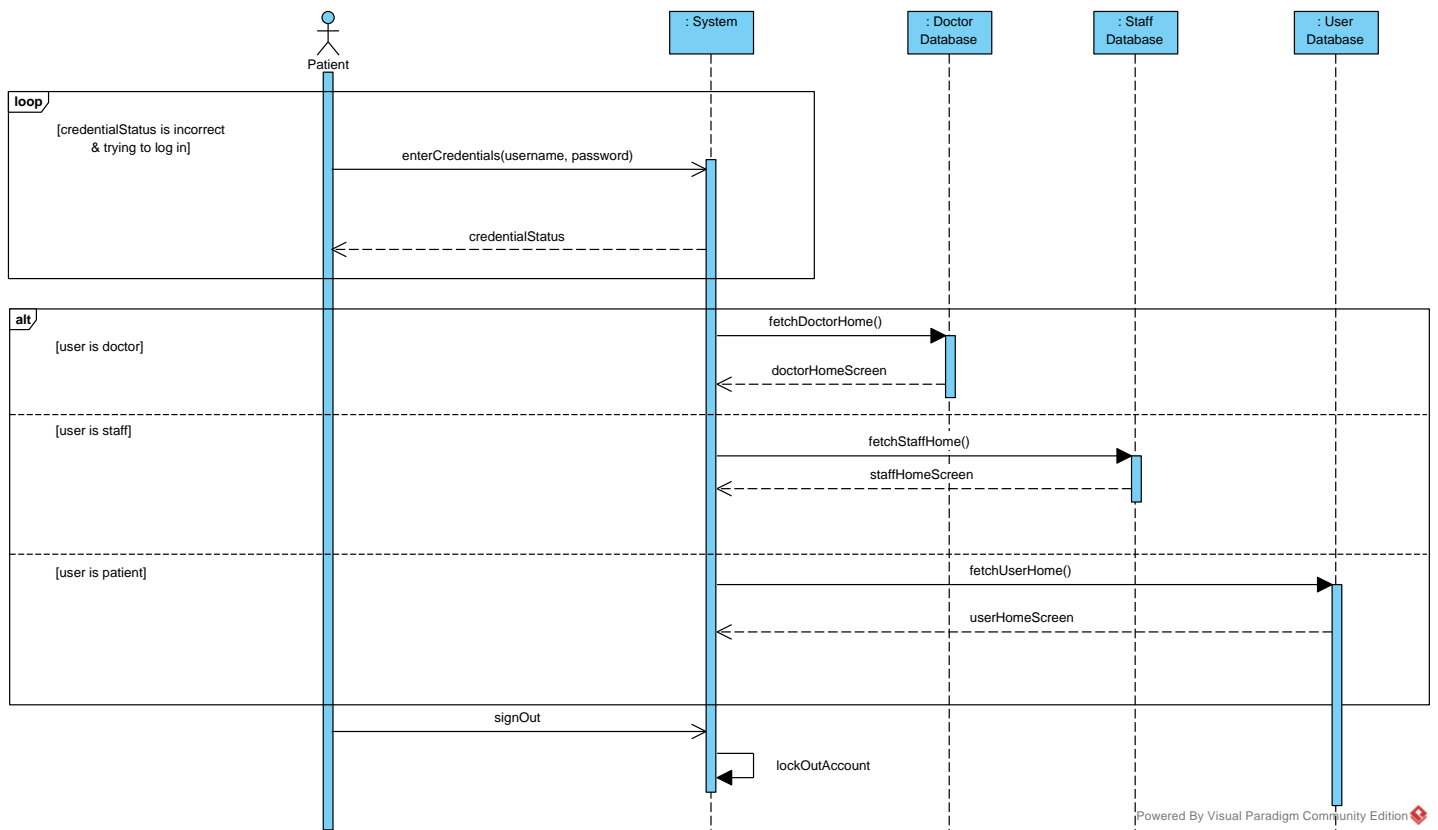 Patient
: System
: Doctor
Database
: Staff
Database
: User
Database
loop
[credentialStatus is incorrect
& trying to log in]
enterCredentials(username, password)
credentialStatus
alt
[user is doctor]
fetchDoctorHome()
doctorHomeScreen
[user is staff]
fetchStaffHome()
staffHomeScreen
[user is patient]
fetchUserHome()
userHomeScreen
signOut
lockOutAccount
Powered By Visual Paradigm Community Edition